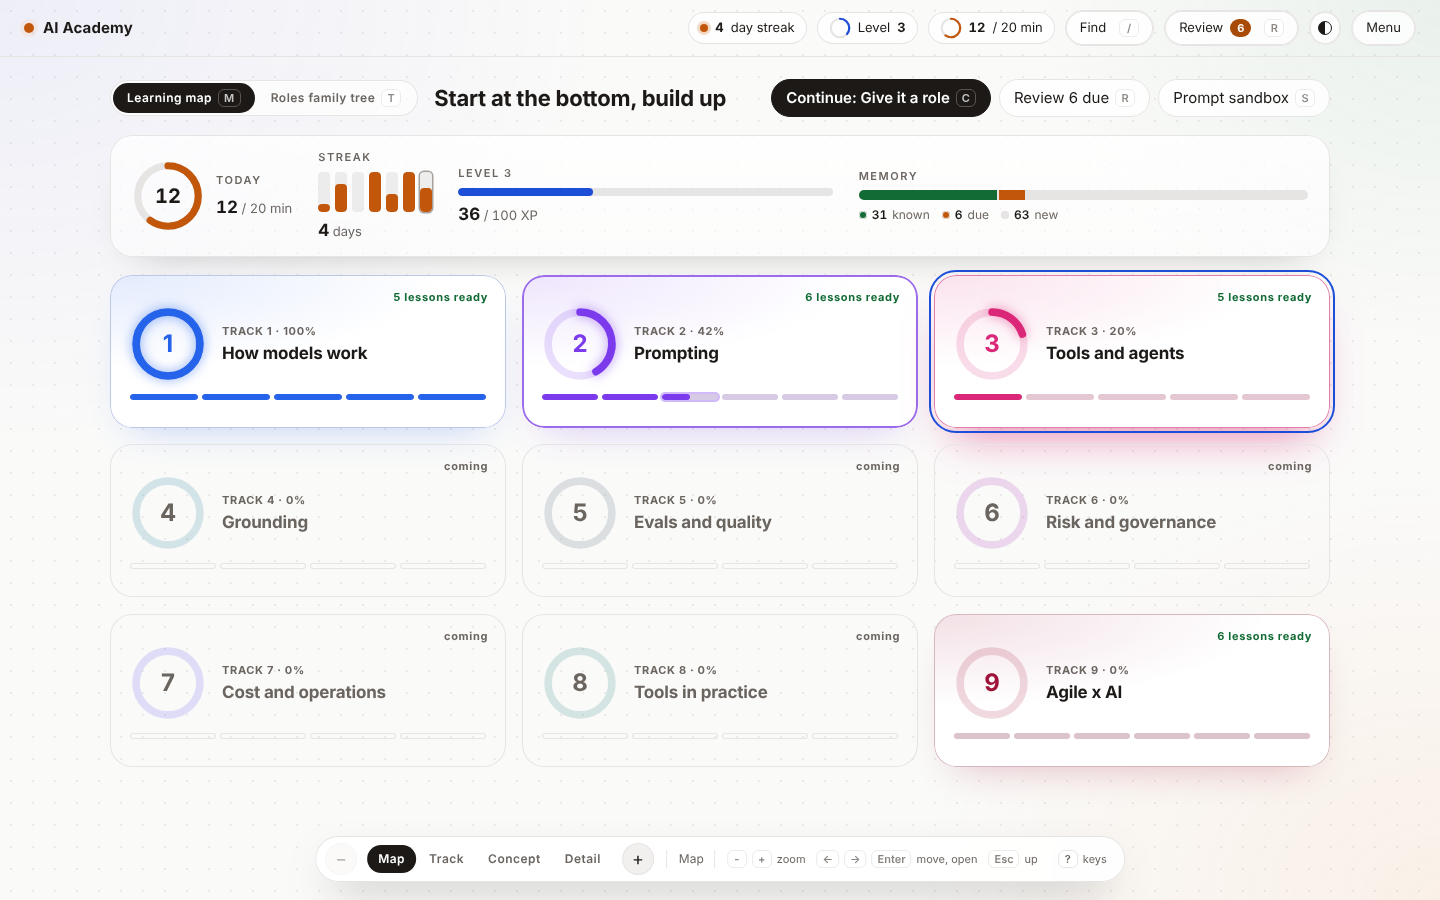 AI Academy
4 day streak
Level 3
12 / 20 min
Find /
Review 6 R
Menu
Learning map M
Roles family tree T
Start at the bottom, build up
Continue: Give it a role C
Review 6 due R
Prompt sandbox S
12
TODAY
12 / 20 min
STREAK
4 days
LEVEL 3
36 / 100 XP
MEMORY
31 known 6 due 63 new
5 lessons ready
1
TRACK 1 · 100%
How models work
6 lessons ready
2
TRACK 2 · 42%
Prompting
5 lessons ready
3
TRACK 3 · 20%
Tools and agents
coming
4
TRACK 4 · 0%
Grounding
coming
5
TRACK 5 · 0%
Evals and quality
coming
6
TRACK 6 · 0%
Risk and governance
7
TRACK 7 · 0%
Cost and operations
coming
8
TRACK 8 · 0%
Tools in practice
coming
6 lessons ready
9
TRACK 9 · 0%
Agile x AI
− Map Track Concept Detail + Map - + zoom ← → Enter move, open Esc up ? keys